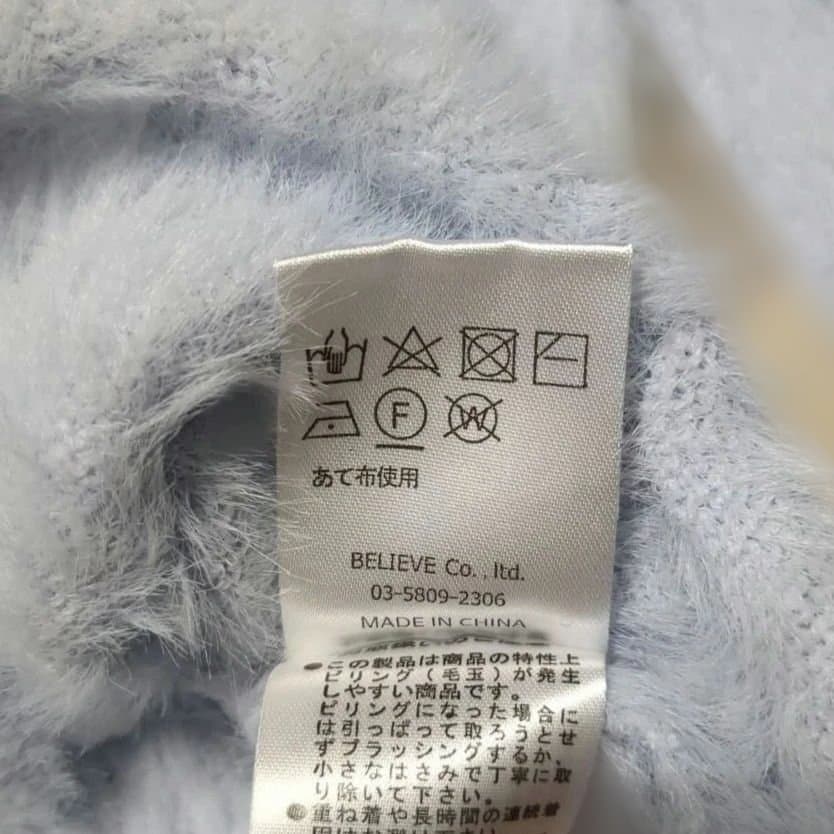 F
W
あて布使用
BELIEVE Co., ltd.
03-5809-2306
MADE IN CHINA
●この製品は商品の特性上
ピリング(毛玉)が発生
しやすい商品です。
ピリングになった場合に
は引っぱって取ろうとせ
ずブラッシングするか、
小さなはさみで丁寧に取
り除いて下さい。
●重ね着や長時間の連続着